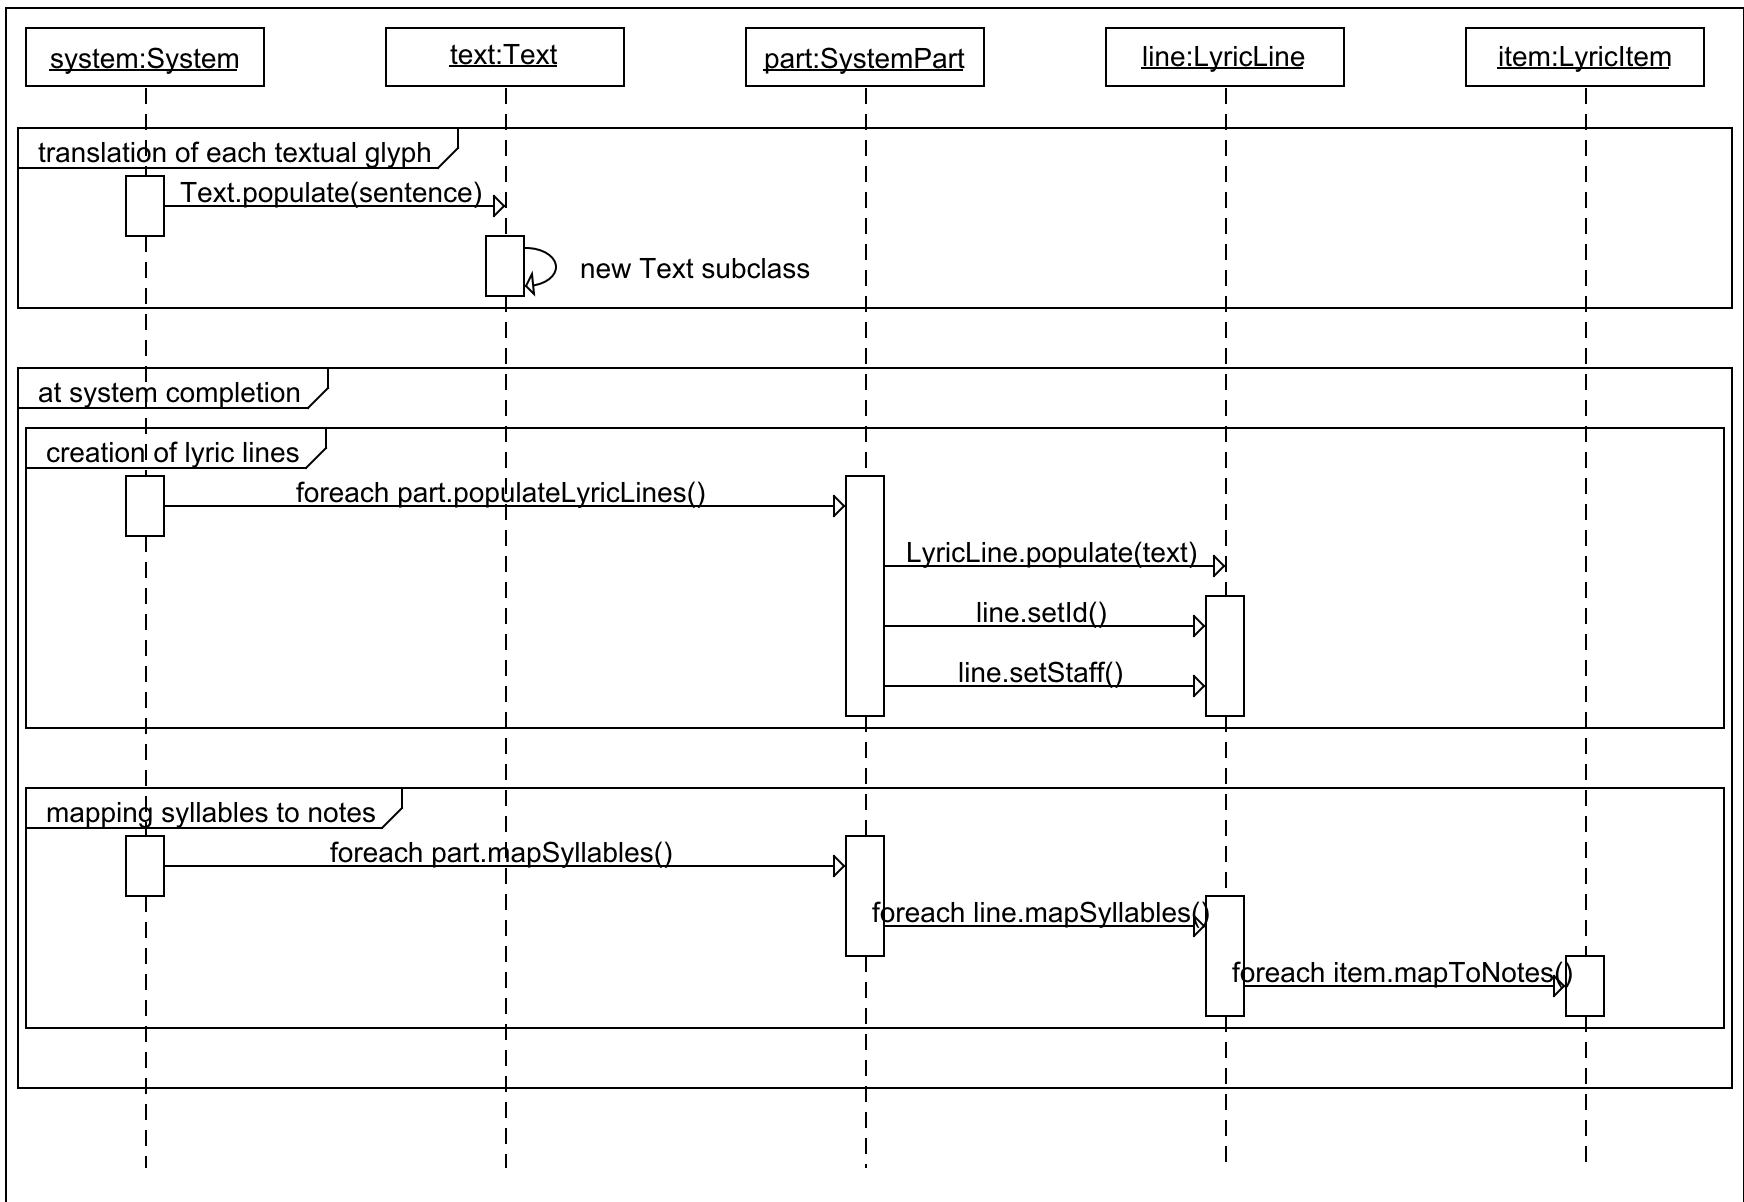 system:System
text:Text
part:SystemPart
line:LyricLine
item:LyricItem
translation of each textual glyph
Text.populate(sentence)
new Text subclass
at system completion
creation of lyric lines
foreach part.populateLyricLines()
LyricLine.populate(text)
line.setId()
line.setStaff()
mapping syllables to notes
foreach part.mapSyllables()
foreach line.mapSyllables()
foreach item.mapToNotes()